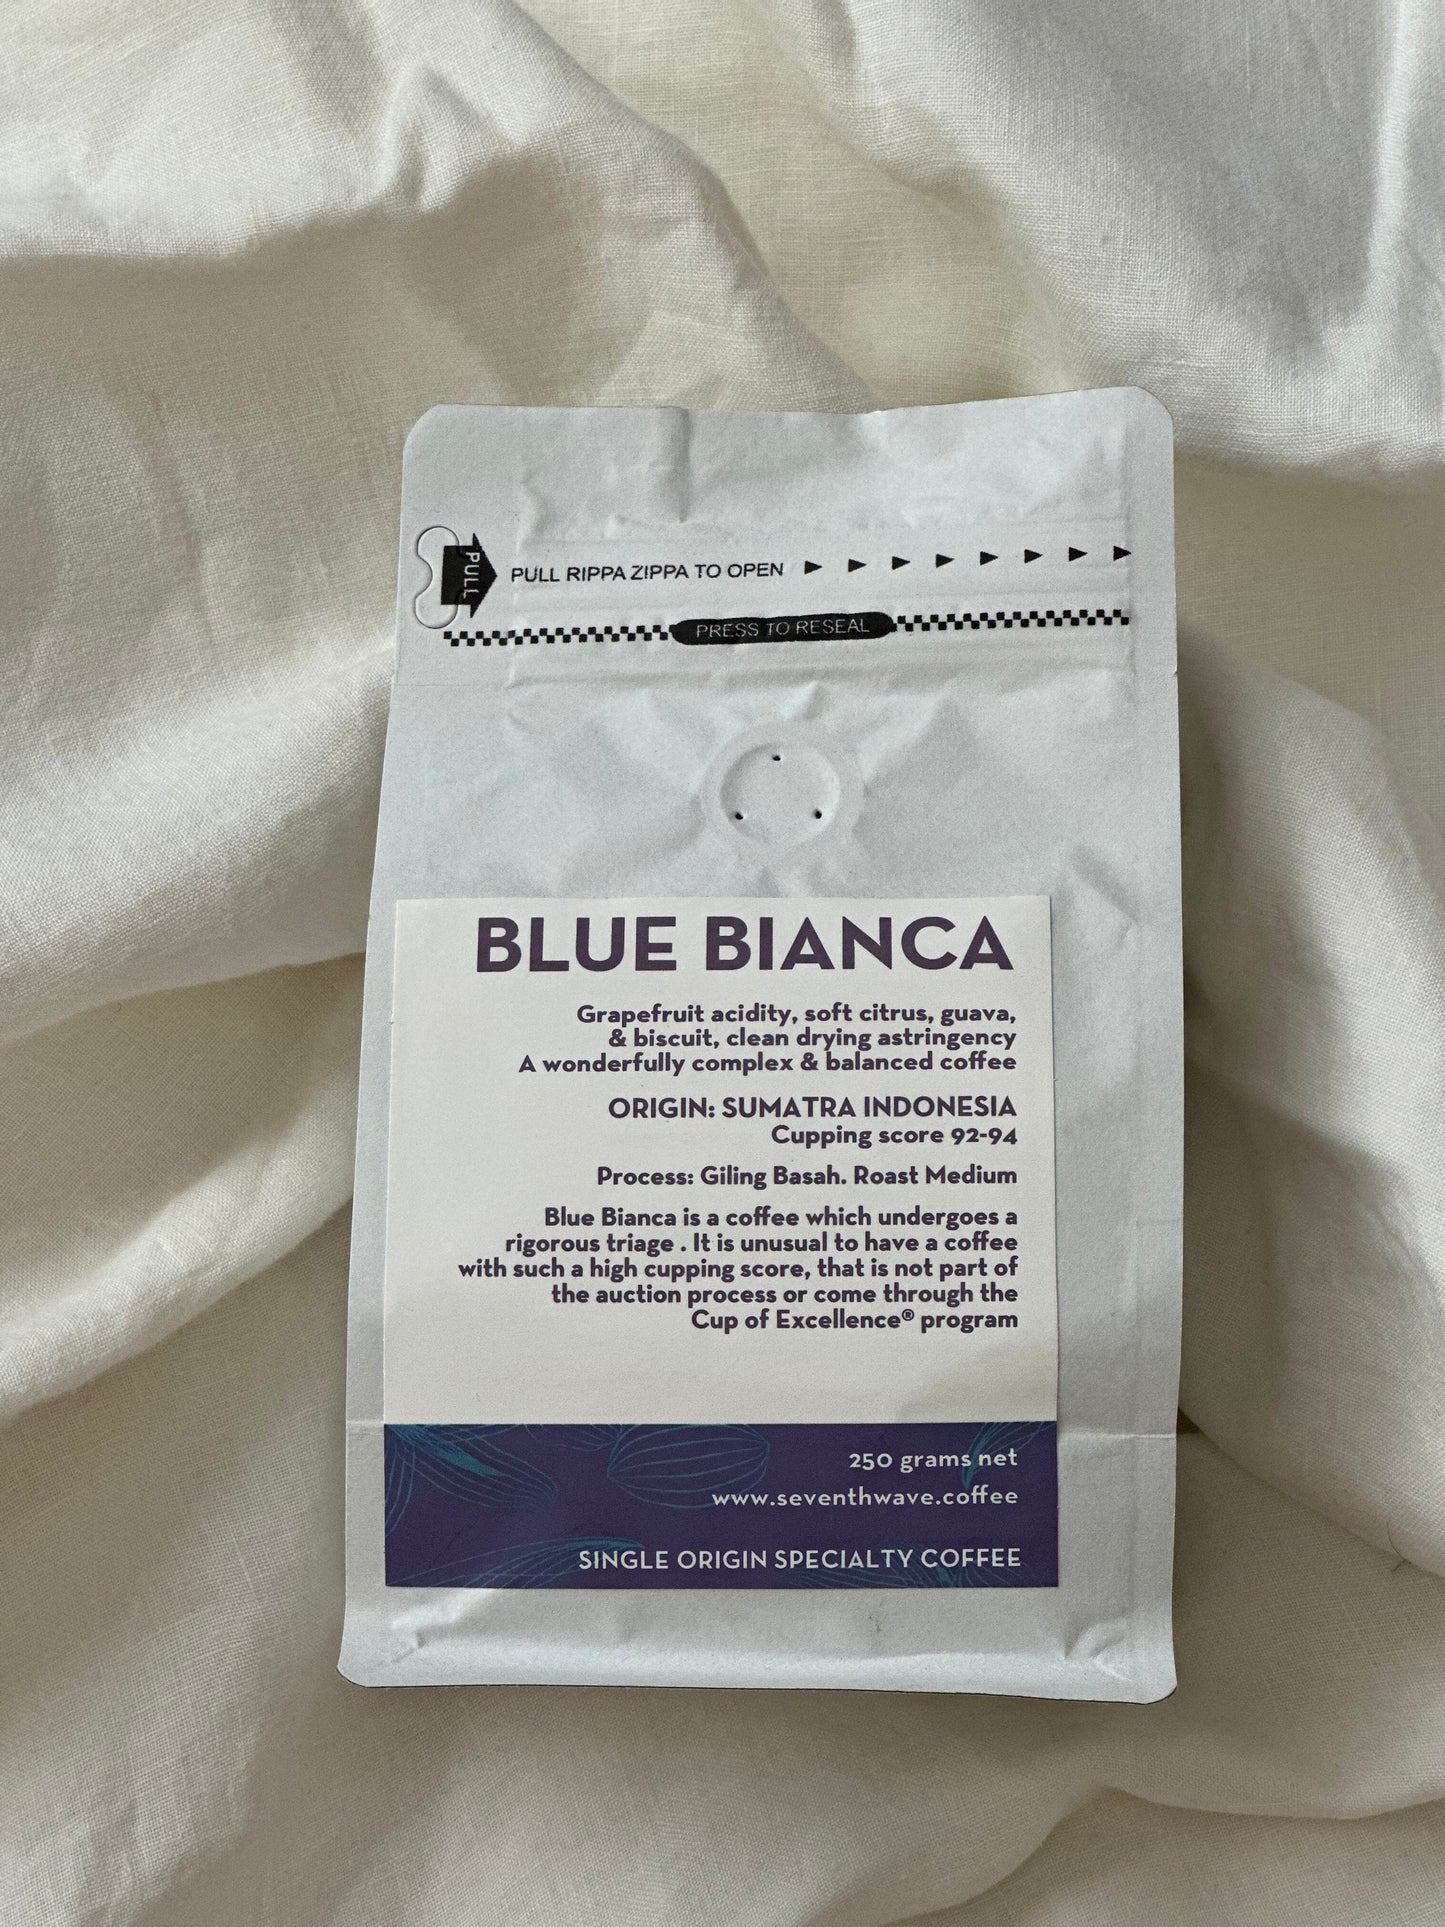 PULL
PULL RIPPA ZIPPA TO OPEN
PRESS TO RESEAL
BLUE BIANCA
Grapefruit acidity, soft citrus, guava,
& biscuit, clean drying astringency
A wonderfully complex & balanced coffee
ORIGIN: SUMATRA INDONESIA
Cupping score 92-94
Process: Giling Basah. Roast Medium
Blue Bianca is a coffee which undergoes a
rigorous triage . It is unusual to have a coffee
with such a high cupping score, that is not part of
the auction process or come through the
Cup of Excellence® program
250 grams net
www.seventhwave.coffee
SINGLE ORIGIN SPECIALTY COFFEE